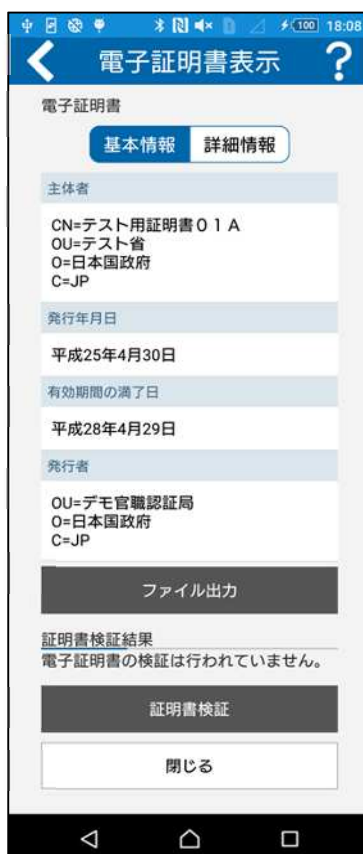 100 18:08
電子証明書表示 ?
電子証明書
基本情報 詳細情報
主体者
CN=テスト用証明書０１Ａ
OU=テスト省
O=日本国政府
C=JP
発行年月日
平成25年4月30日
有効期間の満了日
平成28年4月29日
発行者
OU=デモ官職認証局
O=日本国政府
C=JP
ファイル出力
証明書検証結果
電子証明書の検証は行われていません。
証明書検証
閉じる